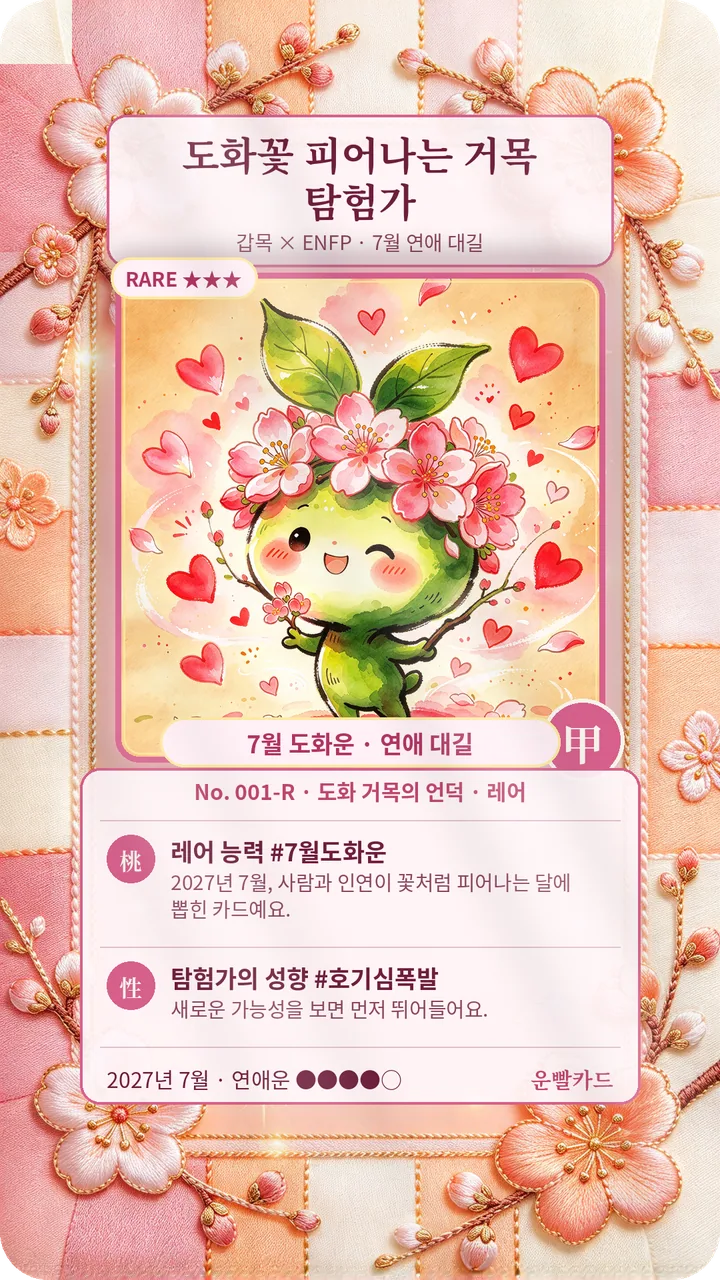 도화꽃 피어나는 거목
탐험가
갑목 × ENFP · 7월 연애 대길
RARE ★★★
7월 도화운 · 연애 대길
甲
No. 001-R · 도화 거목의 언덕 · 레어
桃
레어 능력 #7월도화운
2027년 7월, 사람과 인연이 꽃처럼 피어나는 달에
뽑힌 카드예요.
性
탐험가의 성향 #호기심폭발
새로운 가능성을 보면 먼저 뛰어들어요.
2027년 7월 · 연애운 ●●●●○
운빨카드